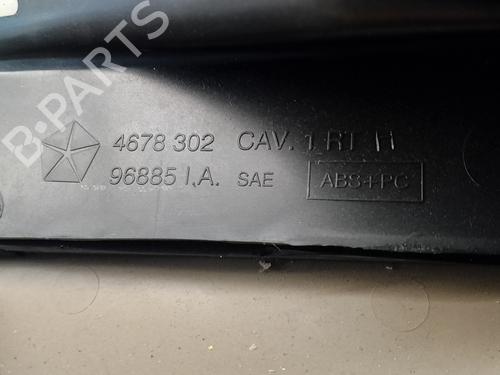 B-PARTS
4678 302 CAV. 1 RT H
96885 I.A. SAE ABS+PC